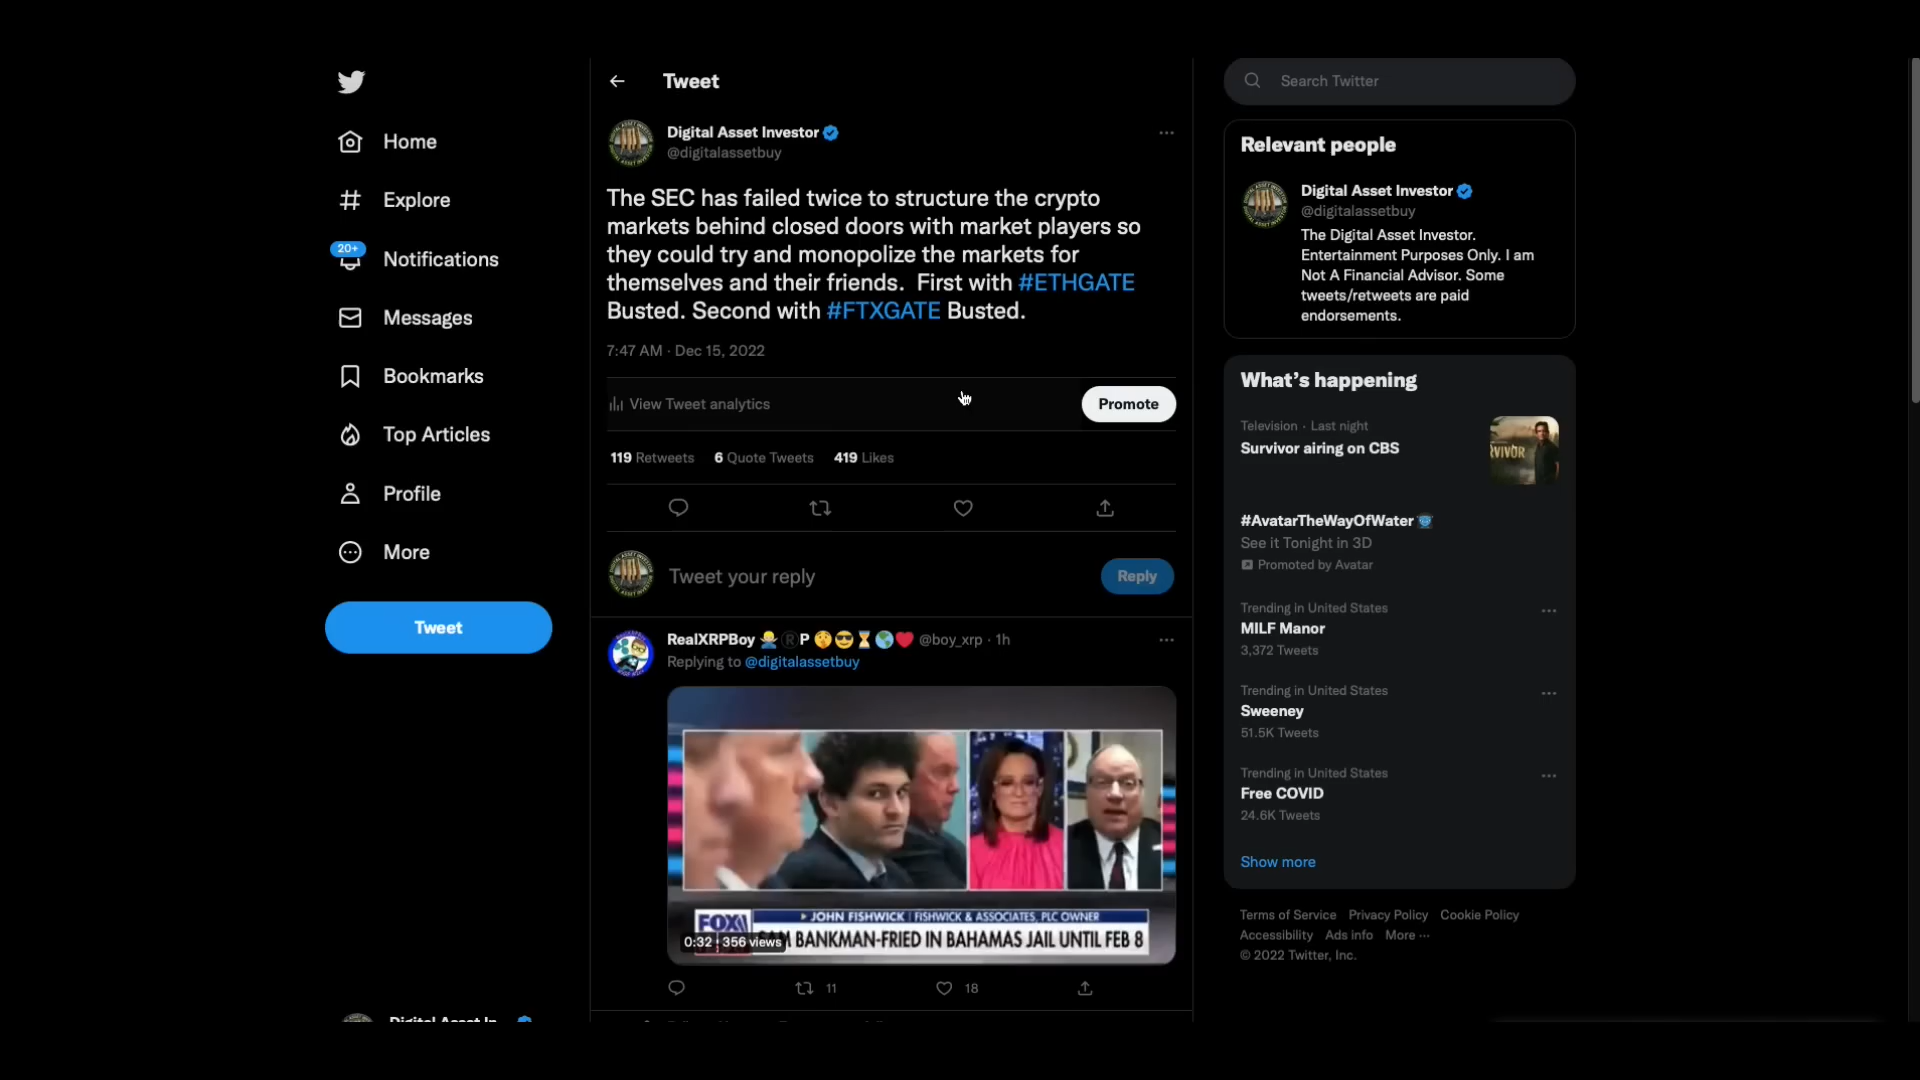 Home
Explore
20+
Notifications
Messages
Bookmarks
Top Articles
Profile
More
Tweet
Tweet
Digital Asset Investor
@digitalassetbuy
The SEC has failed twice to structure the crypto
markets behind closed doors with market players so
they could try and monopolize the markets for
themselves and their friends. First with #ETHGATE
Busted. Second with #FTXGATE Busted.
7:47 AM · Dec 15, 2022
View Tweet analytics
Promote
119 Retweets 6 Quote Tweets 419 Likes
Tweet your reply
Reply
RealXRPBoy 🙅‍♂️ ®️P 🤫😎⌛🌎❤️ @boy_xrp · 1h
Replying to @digitalassetbuy
JOHN FISHWICK | FISHWICK & ASSOCIATES, PLC OWNER
FOX
BANKMAN-FRIED IN BAHAMAS JAIL UNTIL FEB 8
0:32 · 356 views
11
18
Search Twitter
Relevant people
Digital Asset Investor
@digitalassetbuy
The Digital Asset Investor.
Entertainment Purposes Only. I am
Not A Financial Advisor. Some
tweets/retweets are paid
endorsements.
What's happening
Television · Last night
Survivor airing on CBS
RVIVOR
#AvatarTheWayOfWater
See it Tonight in 3D
Promoted by Avatar
Trending in United States
MILF Manor
3,372 Tweets
Trending in United States
Sweeney
51.5K Tweets
Trending in United States
Free COVID
24.6K Tweets
Show more
Terms of Service Privacy Policy Cookie Policy
Accessibility Ads info More ···
© 2022 Twitter, Inc.
Digital Asset In